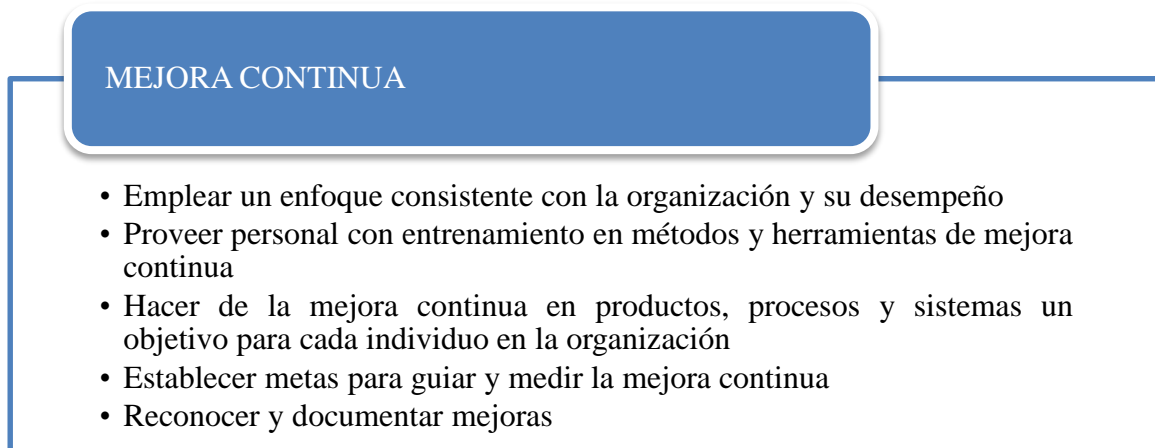 MEJORA CONTINUA
• Emplear un enfoque consistente con la organización y su desempeño
• Proveer personal con entrenamiento en métodos y herramientas de mejora
continua
• Hacer de la mejora continua en productos, procesos y sistemas un
objetivo para cada individuo en la organización
• Establecer metas para guiar y medir la mejora continua
• Reconocer y documentar mejoras